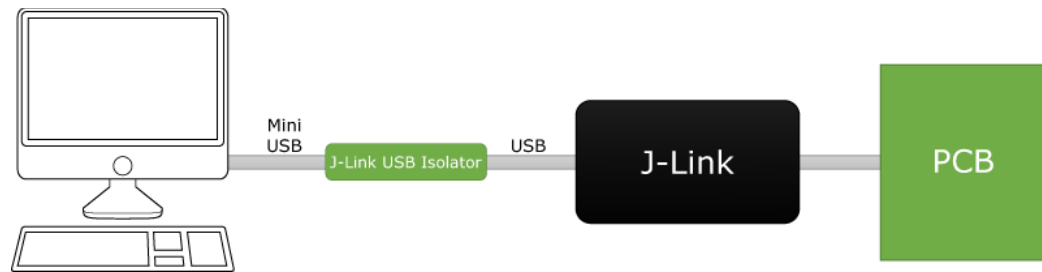 Mini
USB
J-Link USB Isolator
USB
J-Link
PCB